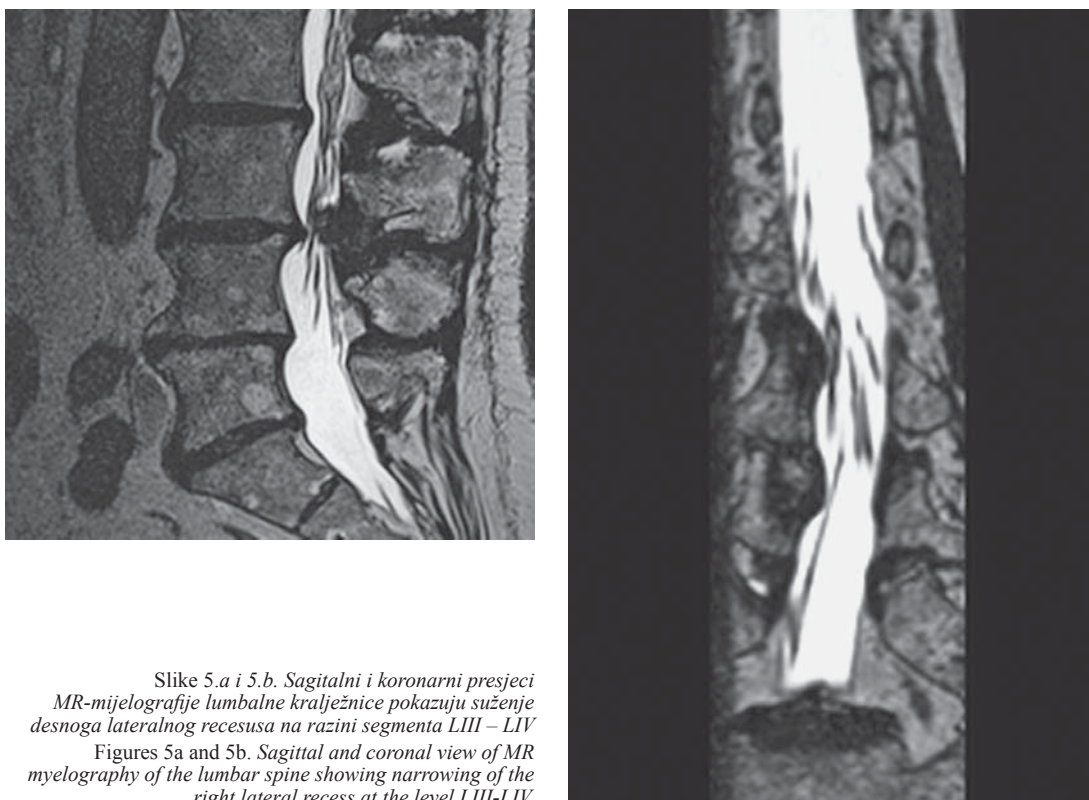 Slike 5.a i 5.b. Sagitalni i koronarni presjeci
MR-mijelografije lumbalne kralježnice pokazuju suženje
desnoga lateralnog recesusa na razini segmenta LIII – LIV
Figures 5a and 5b. Sagittal and coronal view of MR
myelography of the lumbar spine showing narrowing of the
right lateral recess at the level LIII-LIV